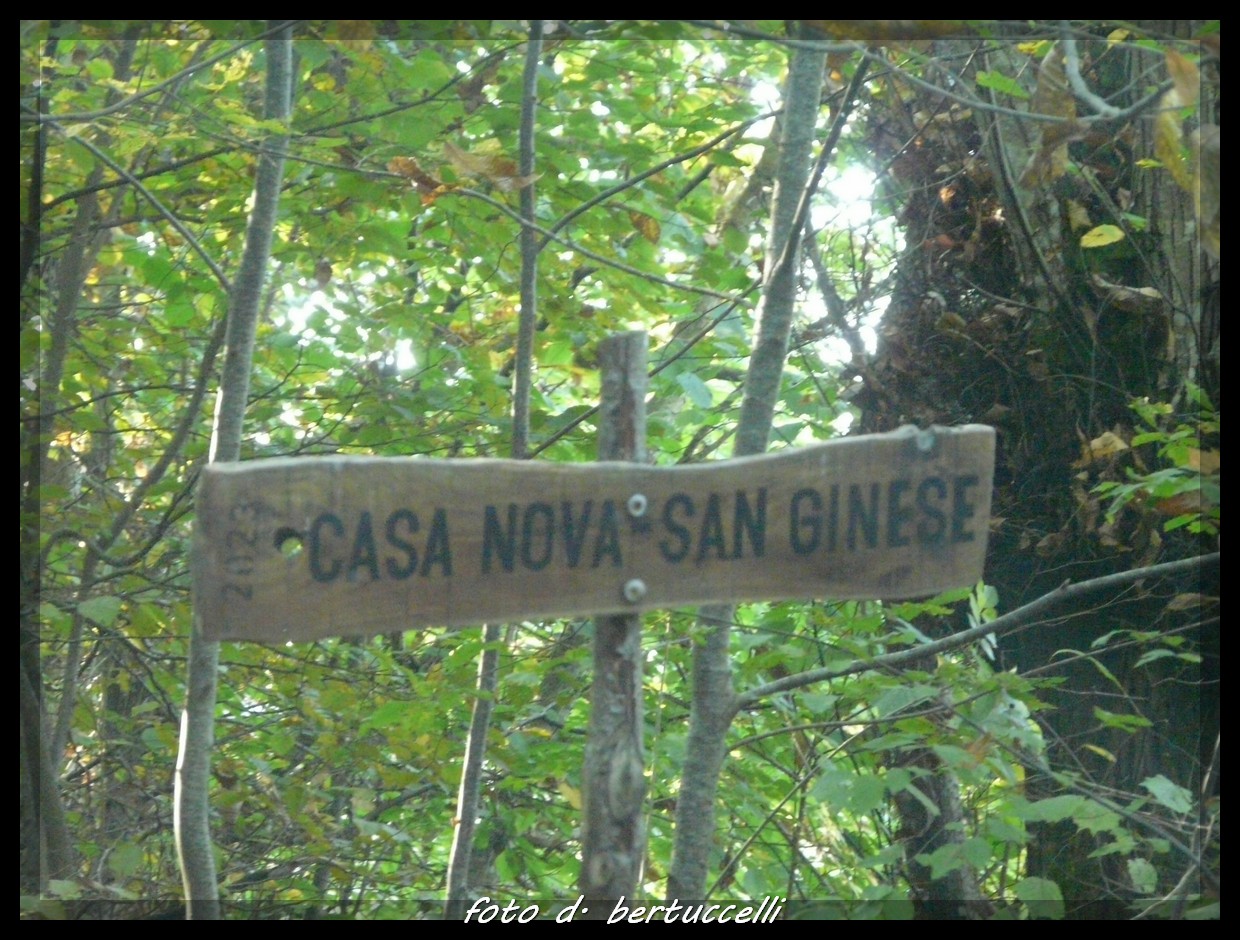 2023
CASA NOVA-SAN GINESE
foto d. bertuccelli